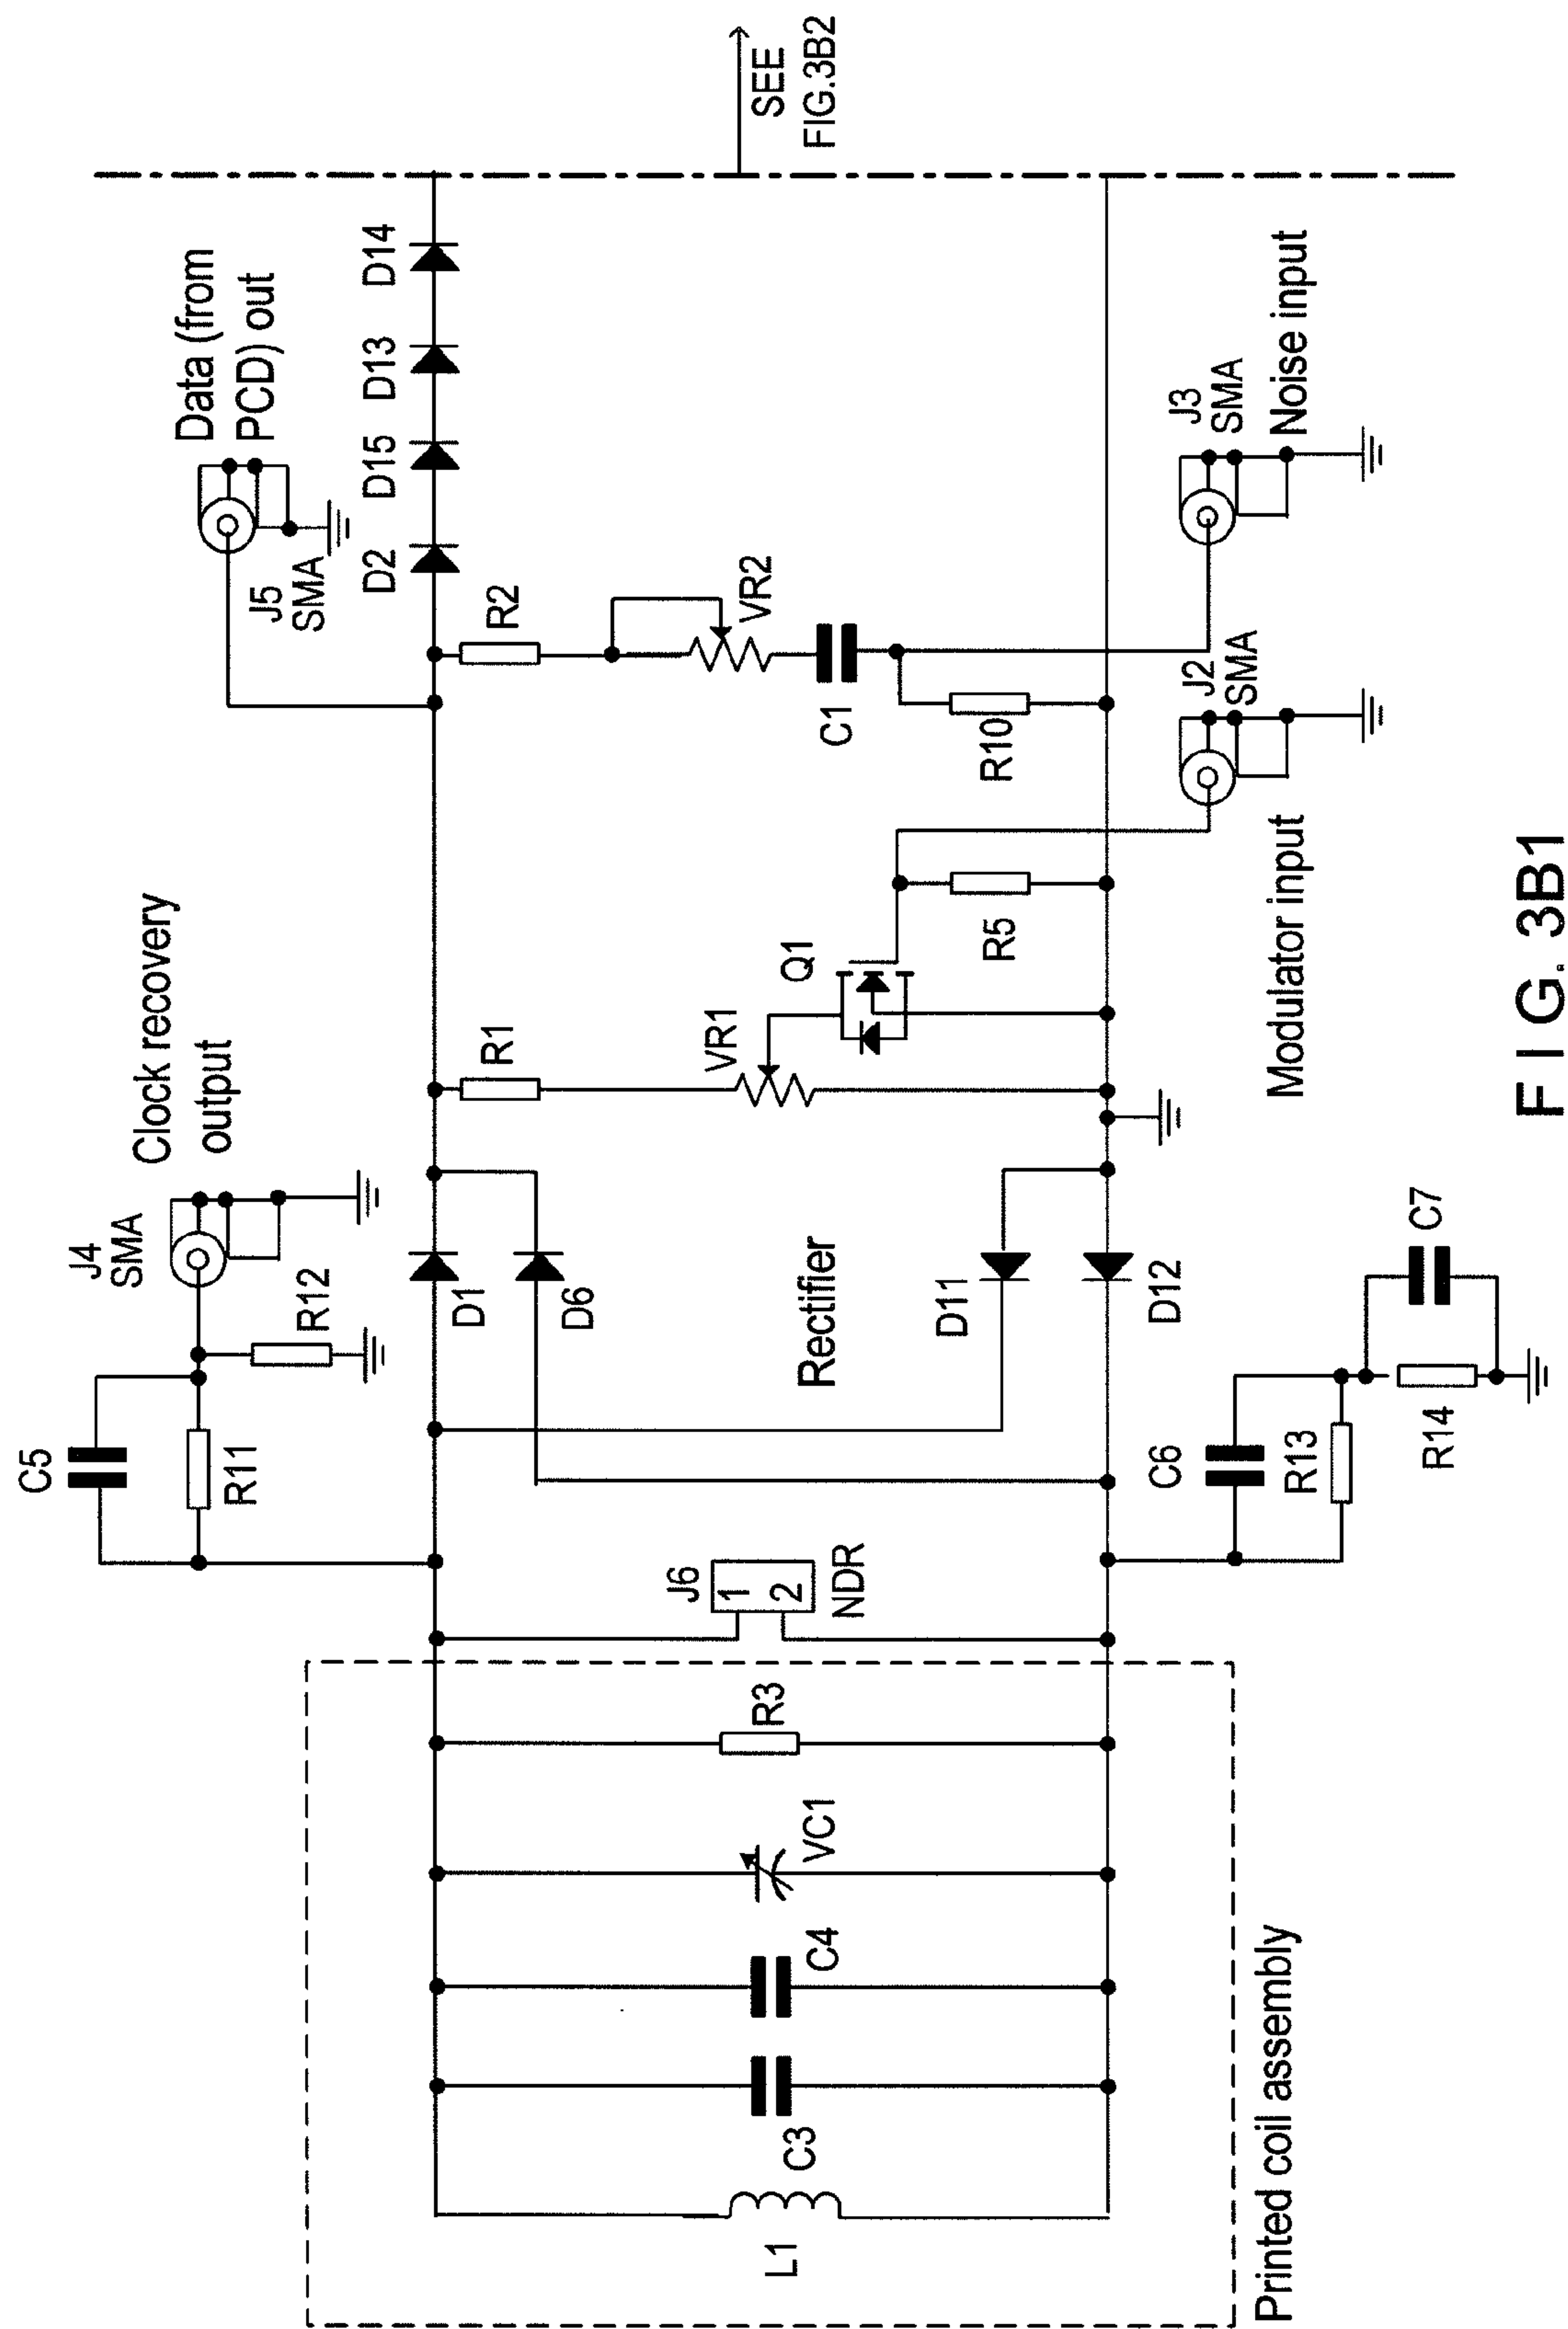 Clock recovery
output
Data (from
PCD) out
J4
SMA
J5
SMA
C5
R11
R12
D1
D6
D2
D15
D13
D14
R1
R2
VR1
VR2
Q1
C1
R5
R10
J6
1
2
NDR
Rectifier
D11
D12
L1
C3
C4
VC1
R3
C6
R13
R14
C7
J2
SMA
J3
SMA
Modulator input
Noise input
Printed coil assembly
SEE
FIG.3B2
FIG. 3B1